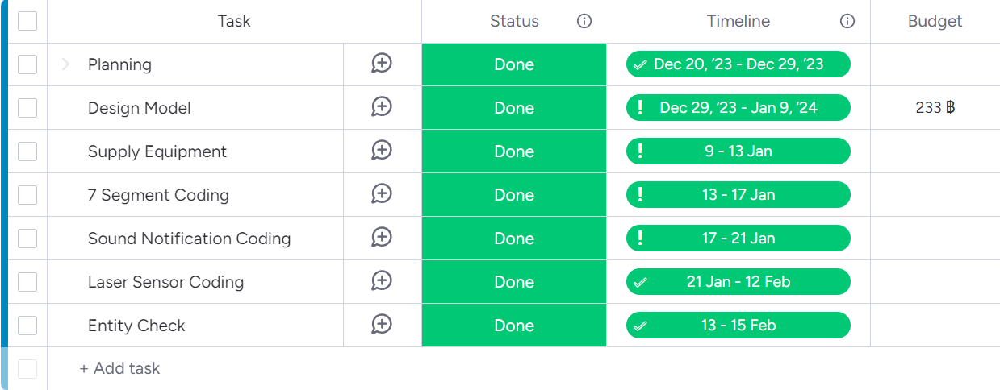 Task Status Timeline Budget
Planning Done Dec 20, ’23 - Dec 29, ’23
Design Model Done ! Dec 29, ’23 - Jan 9, ’24 233 ฿
Supply Equipment Done ! 9 - 13 Jan
7 Segment Coding Done ! 13 - 17 Jan
Sound Notification Coding Done ! 17 - 21 Jan
Laser Sensor Coding Done 21 Jan - 12 Feb
Entity Check Done 13 - 15 Feb
+ Add task